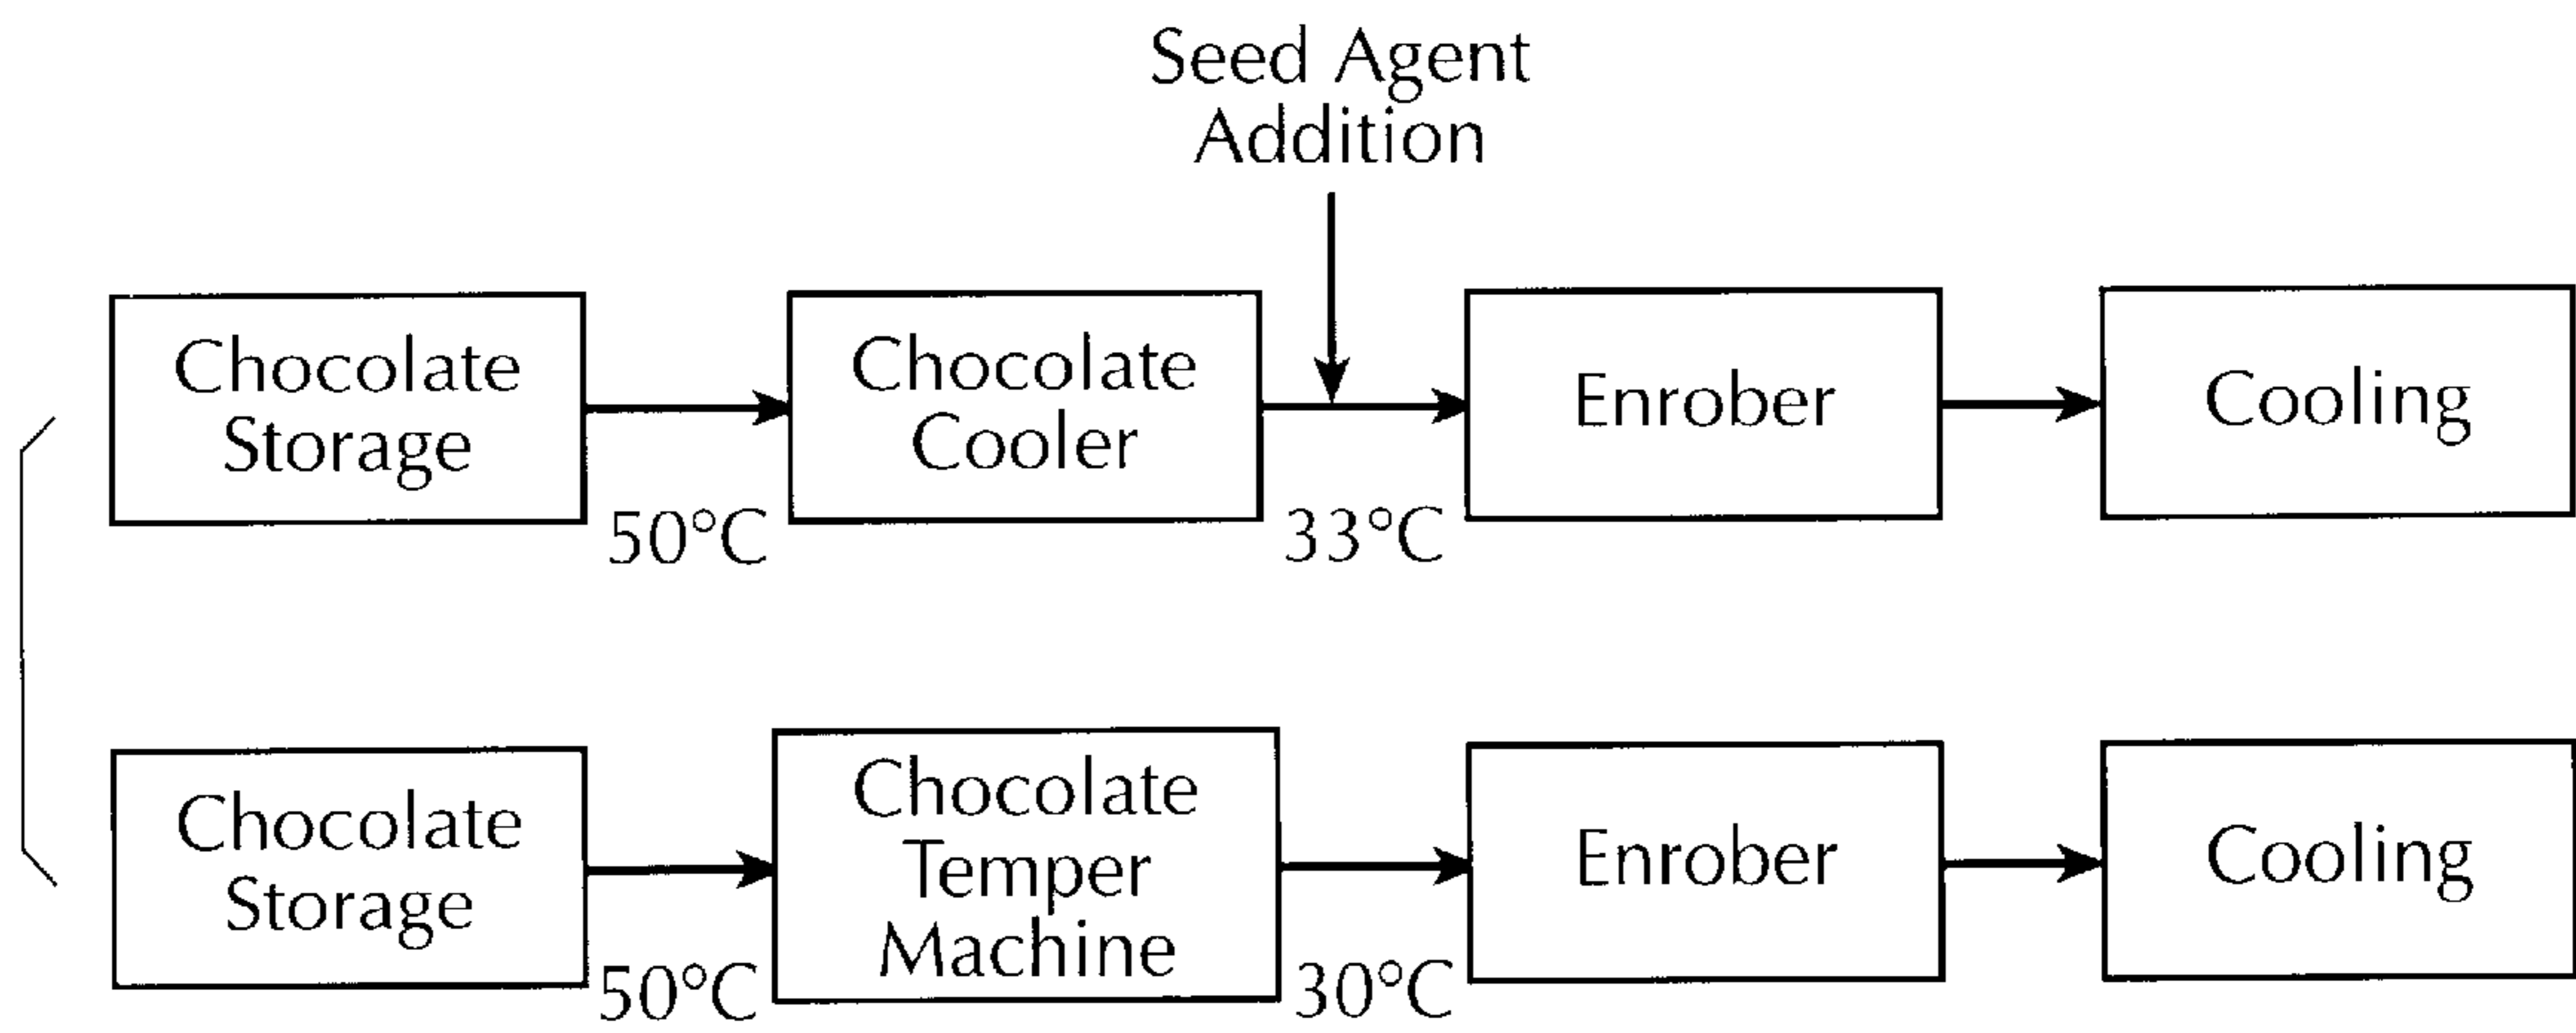 Seed Agent
Addition
Chocolate
Storage
50°C
Chocolate
Cooler
33°C
Enrober
Cooling
Chocolate
Storage
50°C
Chocolate
Temper
Machine
30°C
Enrober
Cooling